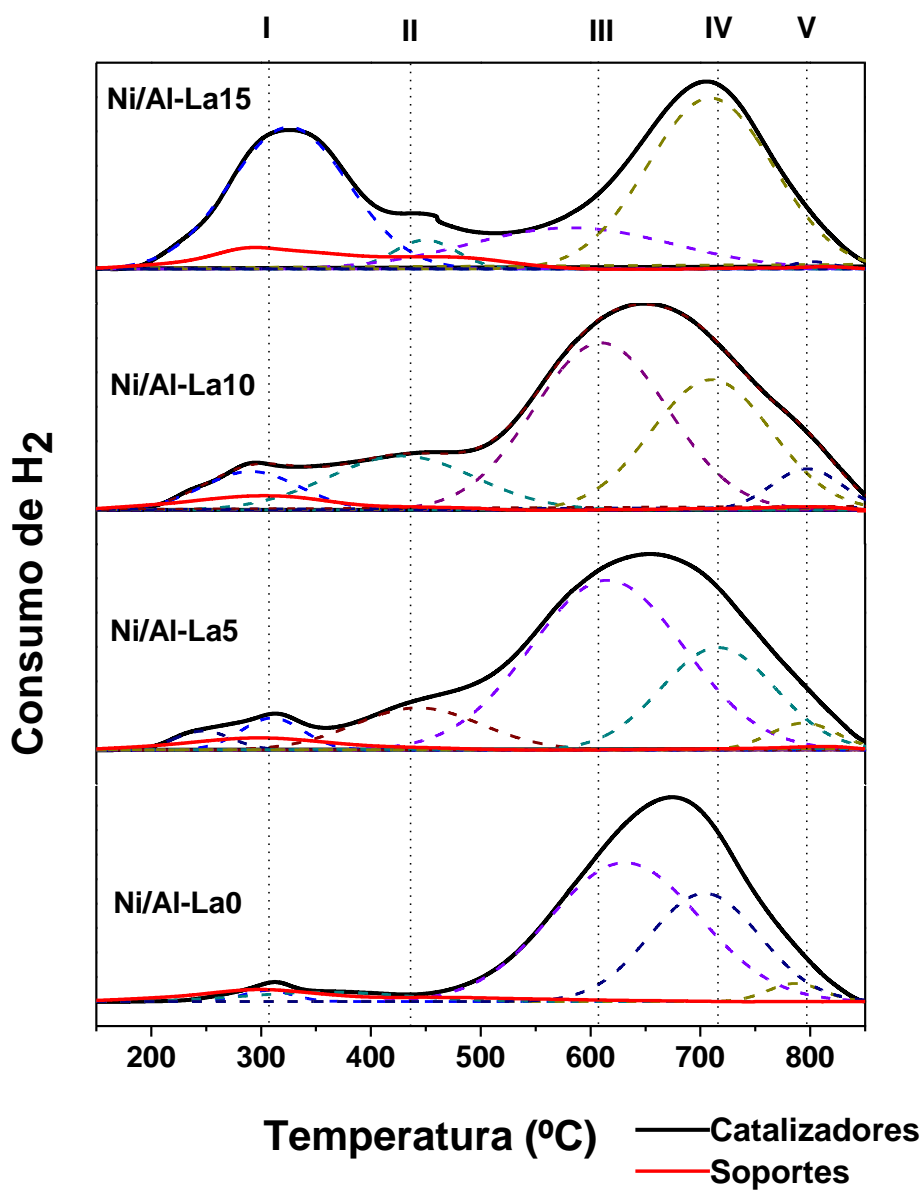 I II III IV V
Ni/Al-La15
Ni/Al-La10
Ni/Al-La5
Ni/Al-La0
Consumo de H2
200 300 400 500 600 700 800
Temperatura (ºC)
Catalizadores
Soportes